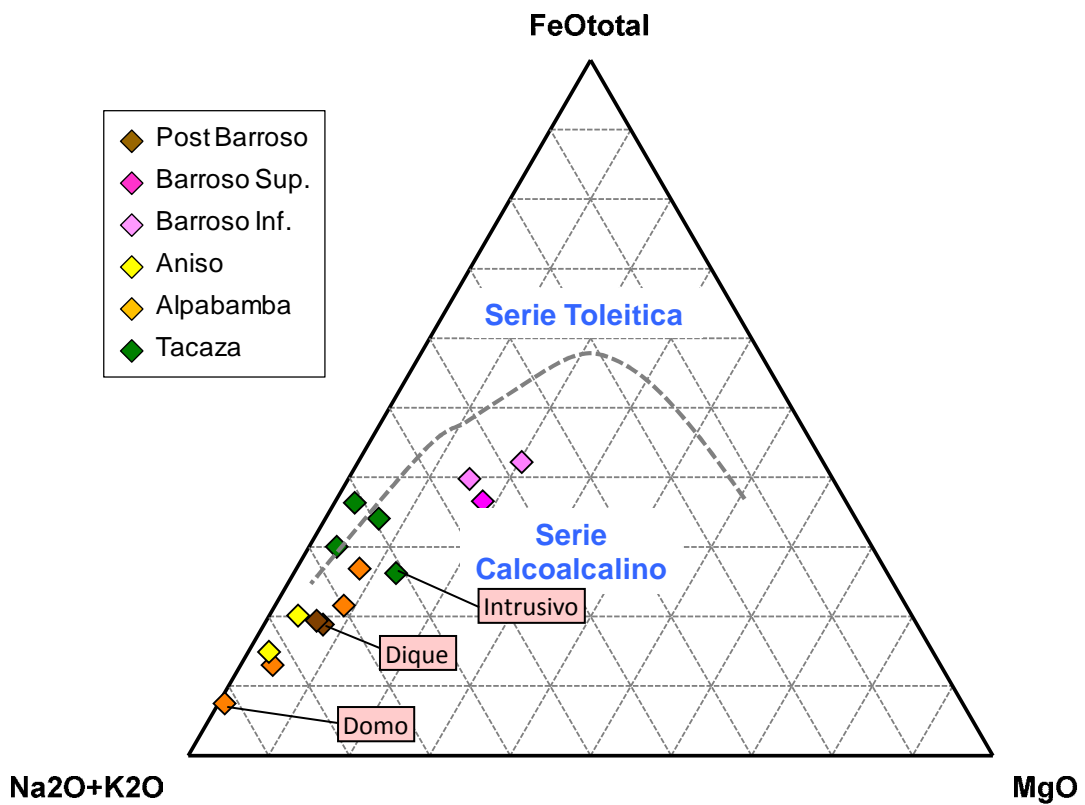 FeOtotal
Post Barroso
Barroso Sup.
Barroso Inf.
Aniso
Alpabamba
Tacaza
Serie Toleitica
Serie
Calcoalcalino
Intrusivo
Dique
Domo
Na2O+K2O
MgO